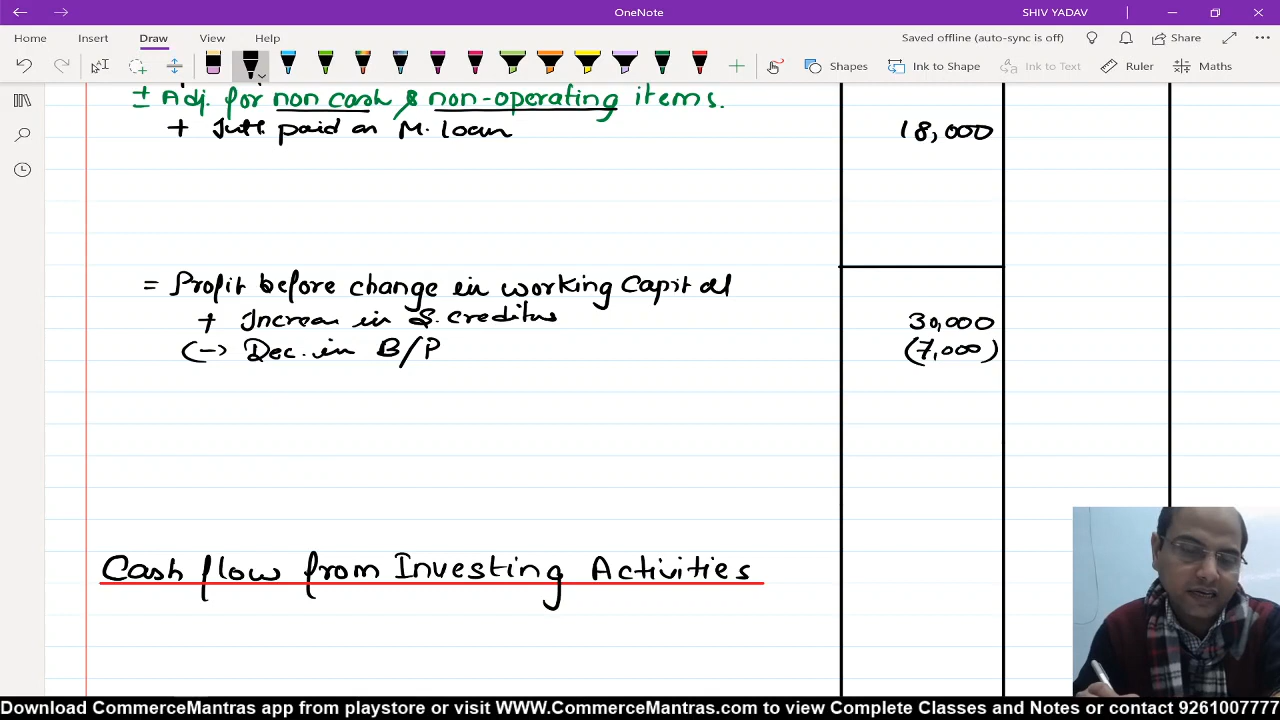 OneNote
SHIV YADAV
Home Insert Draw View Help
Saved offline (auto-sync is off)
Share
Shapes Ink to Shape Ink to Text Ruler Maths
± Adj. for non cash & non-operating items.
+ Intt paid on M. loan 18,000
= Profit before change in working Capital
+ Increase in S. creditors 30,000
(-) Dec. in B/P (7,000)
Cash flow from Investing Activities
Download CommerceMantras app from playstore or visit WWW.CommerceMantras.com to view Complete Classes and Notes or contact 9261007777